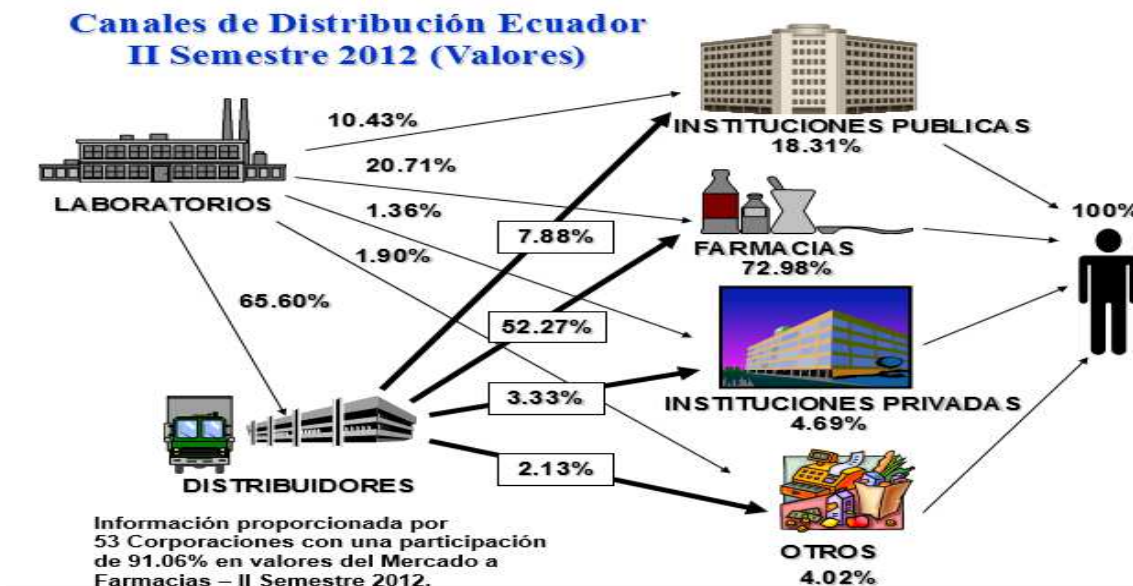 Canales de Distribución Ecuador
II Semestre 2012 (Valores)
10.43%
INSTITUCIONES PUBLICAS
18.31%
20.71%
LABORATORIOS
1.36%
7.88%
FARMACIAS
72.98%
100%
1.90%
65.60%
52.27%
3.33%
INSTITUCIONES PRIVADAS
4.69%
2.13%
DISTRIBUIDORES
OTROS
4.02%
Información proporcionada por
53 Corporaciones con una participación
de 91.06% en valores del Mercado a
Farmacias – II Semestre 2012.